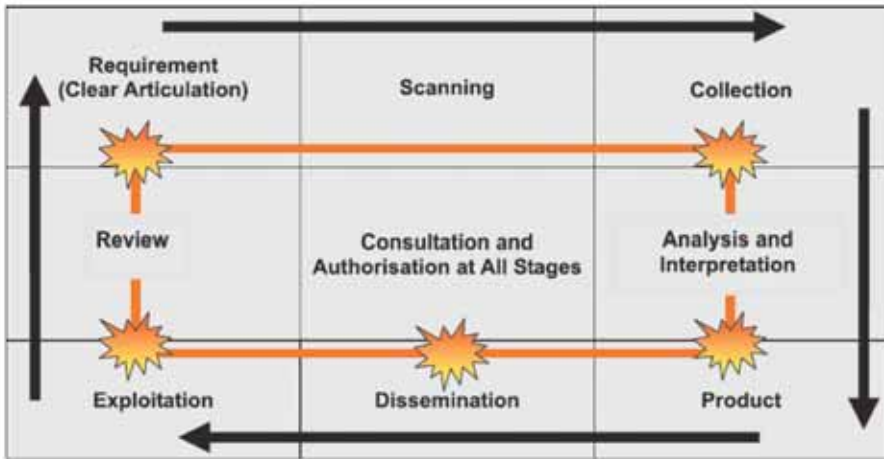 Requirement
(Clear Articulation)
Scanning
Collection
Review
Consultation and
Authorisation at All Stages
Analysis and
Interpretation
Exploitation
Dissemination
Product